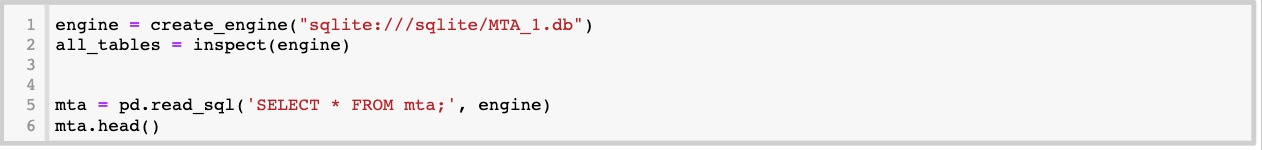 1 engine = create_engine("sqlite:///sqlite/MTA_1.db")
2 all_tables = inspect(engine)
3
4
5 mta = pd.read_sql('SELECT * FROM mta;', engine)
6 mta.head()